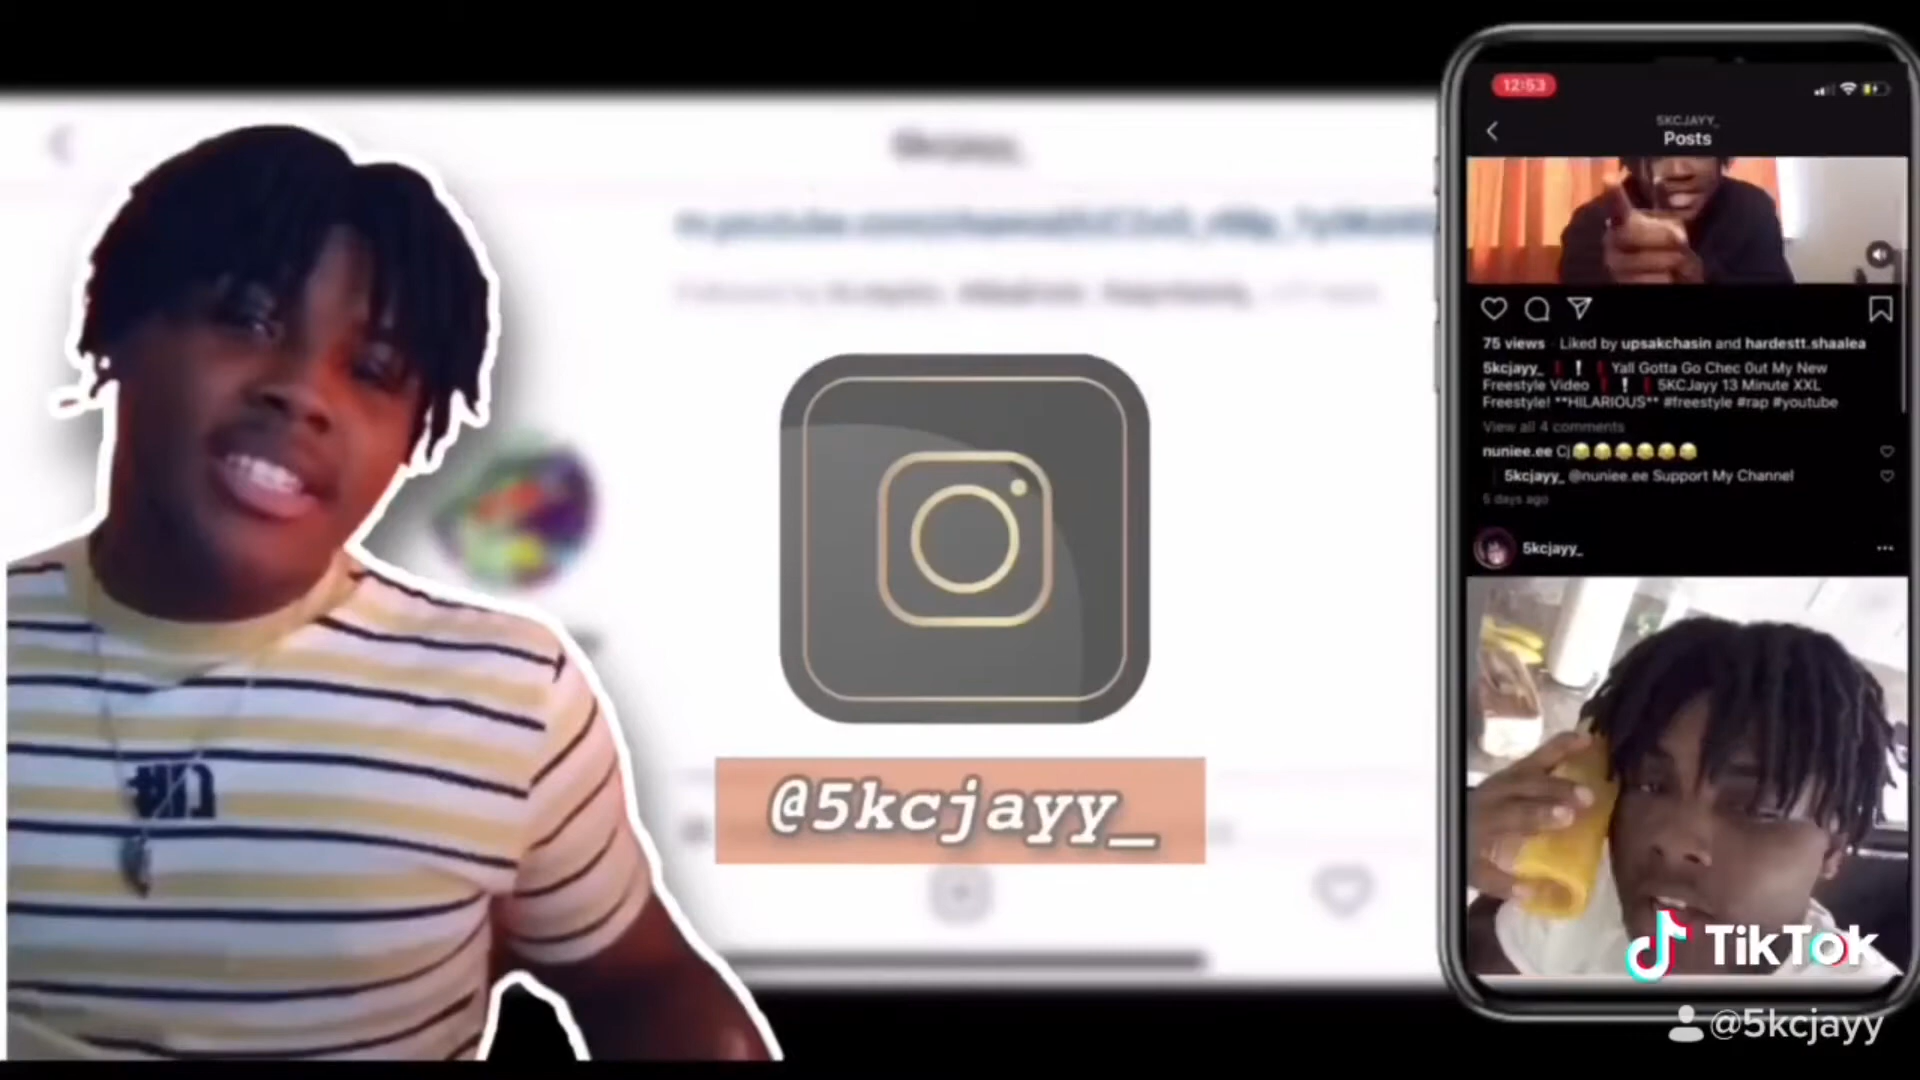 @5kcjayy_
12:53
5KCJAYY_
Posts
75 views Liked by upsakchasin and hardestt.shaalea
5kcjayy_ ❗❕❗ Yall Gotta Go Chec 0ut My New
Freestyle Video ❗❕❗ 5KCJayy 13 Minute XXL
Freestyle! **HILARIOUS** #freestyle #rap #youtube
View all 4 comments
nuniee.ee Cj😂😂😂😂😂😂
5kcjayy_ @nuniee.ee Support My Channel
5 days ago
5kcjayy_
TikTok
@5kcjayy